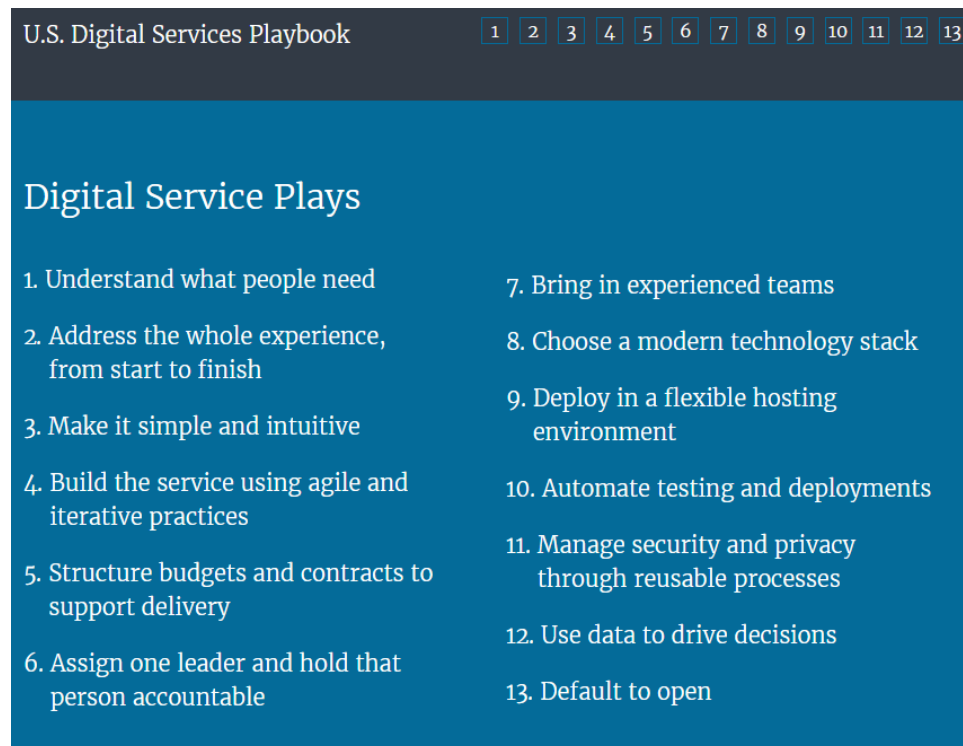 U.S. Digital Services Playbook
1 2 3 4 5 6 7 8 9 10 11 12 13
Digital Service Plays
1. Understand what people need
2. Address the whole experience,
from start to finish
3. Make it simple and intuitive
4. Build the service using agile and
iterative practices
5. Structure budgets and contracts to
support delivery
6. Assign one leader and hold that
person accountable
7. Bring in experienced teams
8. Choose a modern technology stack
9. Deploy in a flexible hosting
environment
10. Automate testing and deployments
11. Manage security and privacy
through reusable processes
12. Use data to drive decisions
13. Default to open